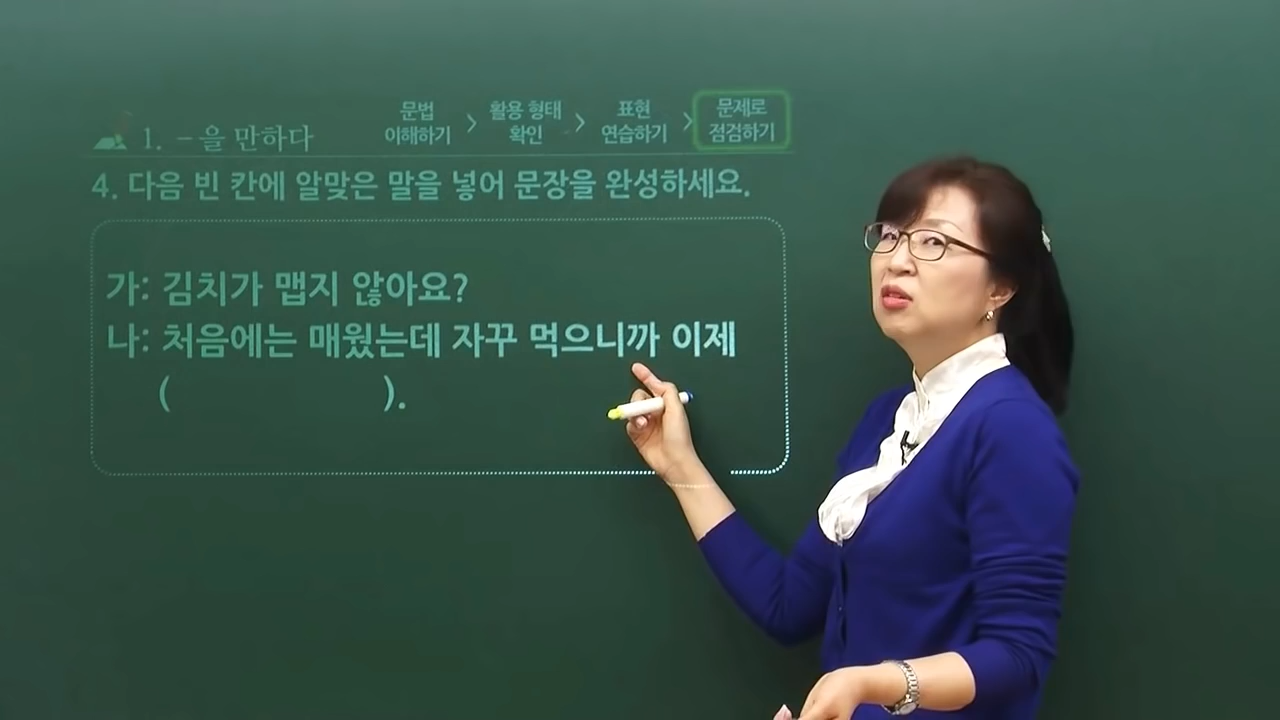 1. -을 만하다
문법 이해하기 > 활용 형태 확인 > 표현 연습하기 > 문제로 점검하기
4. 다음 빈 칸에 알맞은 말을 넣어 문장을 완성하세요.
가: 김치가 맵지 않아요?
나: 처음에는 매웠는데 자꾸 먹으니까 이제
( ).